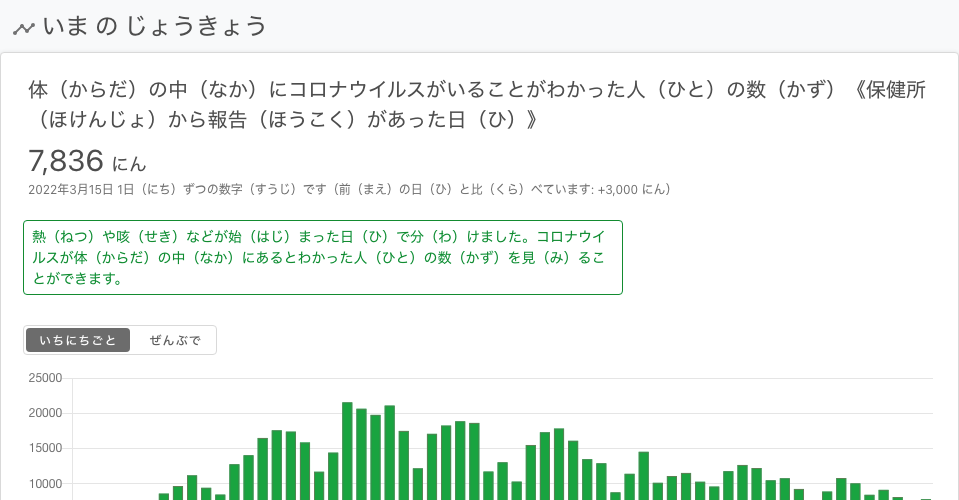 いま の じょうきょう
体（からだ）の中（なか）にコロナウイルスがいることがわかった人（ひと）の数（かず）《保健所
（ほけんじょ）から報告（ほうこく）があった日（ひ）》
7,836 にん
2022年3月15日 1日（にち）ずつの数字（すうじ）です（前（まえ）の日（ひ）と比（くら）べています: +3,000 にん）
熱（ねつ）や咳（せき）などが始（はじ）まった日（ひ）で分（わ）けました。コロナウイ
ルスが体（からだ）の中（なか）にあるとわかった人（ひと）の数（かず）を見（み）るこ
とができます。
いちにちごと ぜんぶで
25000
20000
15000
10000